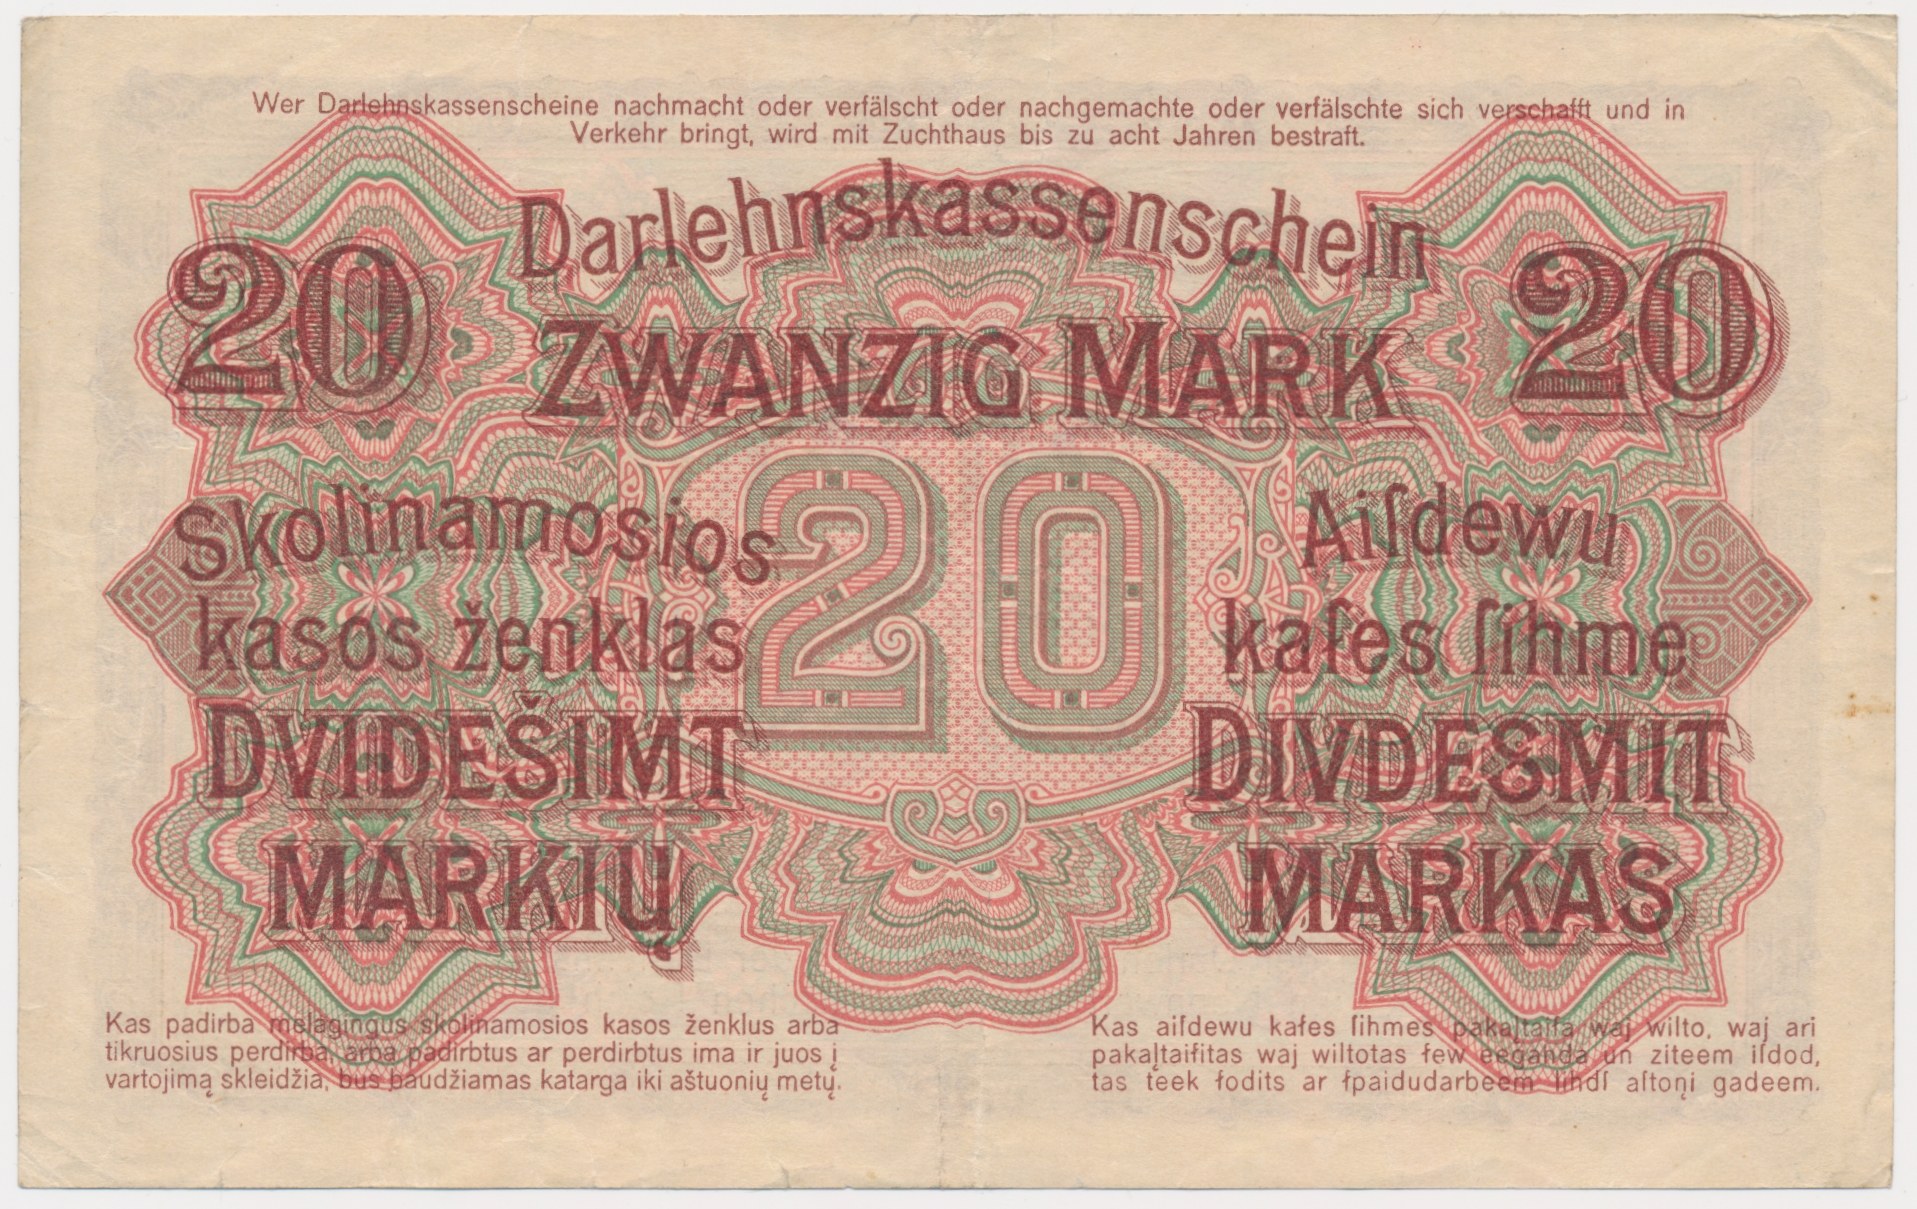 Wer Darlehnskassenscheine nachmacht oder verfälscht oder nachgemachte oder verfälschte sich verschafft und in
Verkehr bringt, wird mit Zuchthaus bis zu acht Jahren bestraft.
Darlehnskassenschein
20 ZWANZIG MARK 20
20
Skolinamosios
kasos ženklas
DVIDEŠIMT
MARKIŲ
Aiſdewu
kaſes ſihme
DIVDESMIT
MARKAS
Kas padirba melagingus skolinamosios kasos ženklus arba
tikruosius perdirba, arba padirbtus ar perdirbtus ima ir juos į
vartojimą skleidžia, bus baudžiamas katarga iki aštuonių metų.
Kas aiſdewu kaſes ſihmes pakaļtaiſa waj wilto, waj ari
pakaļtaiſitas waj wiltotas ſew eeganda un ziteem iſdod,
tas teek ſodits ar ſpaidudarbeem lihdſ aſtoņi gadeem.